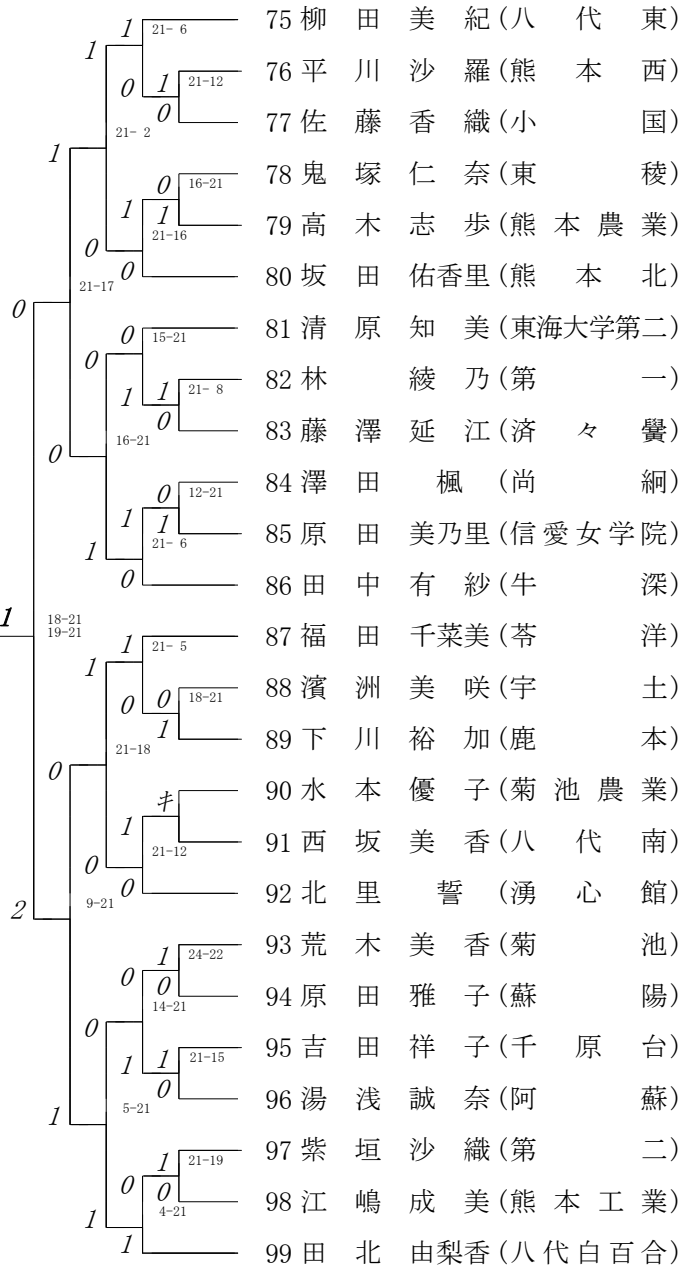 75 柳田美紀(八代東)
1 21- 6
1
76 平川沙羅(熊本西)
0 1 21-12
0
77 佐藤香織(小国)
21- 2
1
78 鬼塚仁奈(東稜)
0 16-21
1 1
79 高木志歩(熊本農業)
21-16
0
80 坂田佑香里(熊本北)
0
21-17
0
81 清原知美(東海大学第二)
0 15-21
0
82 林綾乃(第一)
1 1 21- 8
0
83 藤澤延江(済々黌)
16-21
0
84 澤田楓(尚絅)
0 12-21
1 1
85 原田美乃里(信愛女学院)
21- 6
1
86 田中有紗(牛深)
0
1 18-21
19-21
87 福田千菜美(苓洋)
1 21- 5
1
88 濱洲美咲(宇土)
0 0 18-21
1
89 下川裕加(鹿本)
21-18
0
90 水本優子(菊池農業)
キ
1
91 西坂美香(八代南)
21-12
0
92 北里誓(湧心館)
0
9-21
2
93 荒木美香(菊池)
1 24-22
0 0
94 原田雅子(蘇陽)
14-21
0
95 吉田祥子(千原台)
1 1 21-15
0
96 湯浅誠奈(阿蘇)
5-21
1
97 紫垣沙織(第二)
1 21-19
0 0
98 江嶋成美(熊本工業)
4-21
1
99 田北由梨香(八代白百合)
1